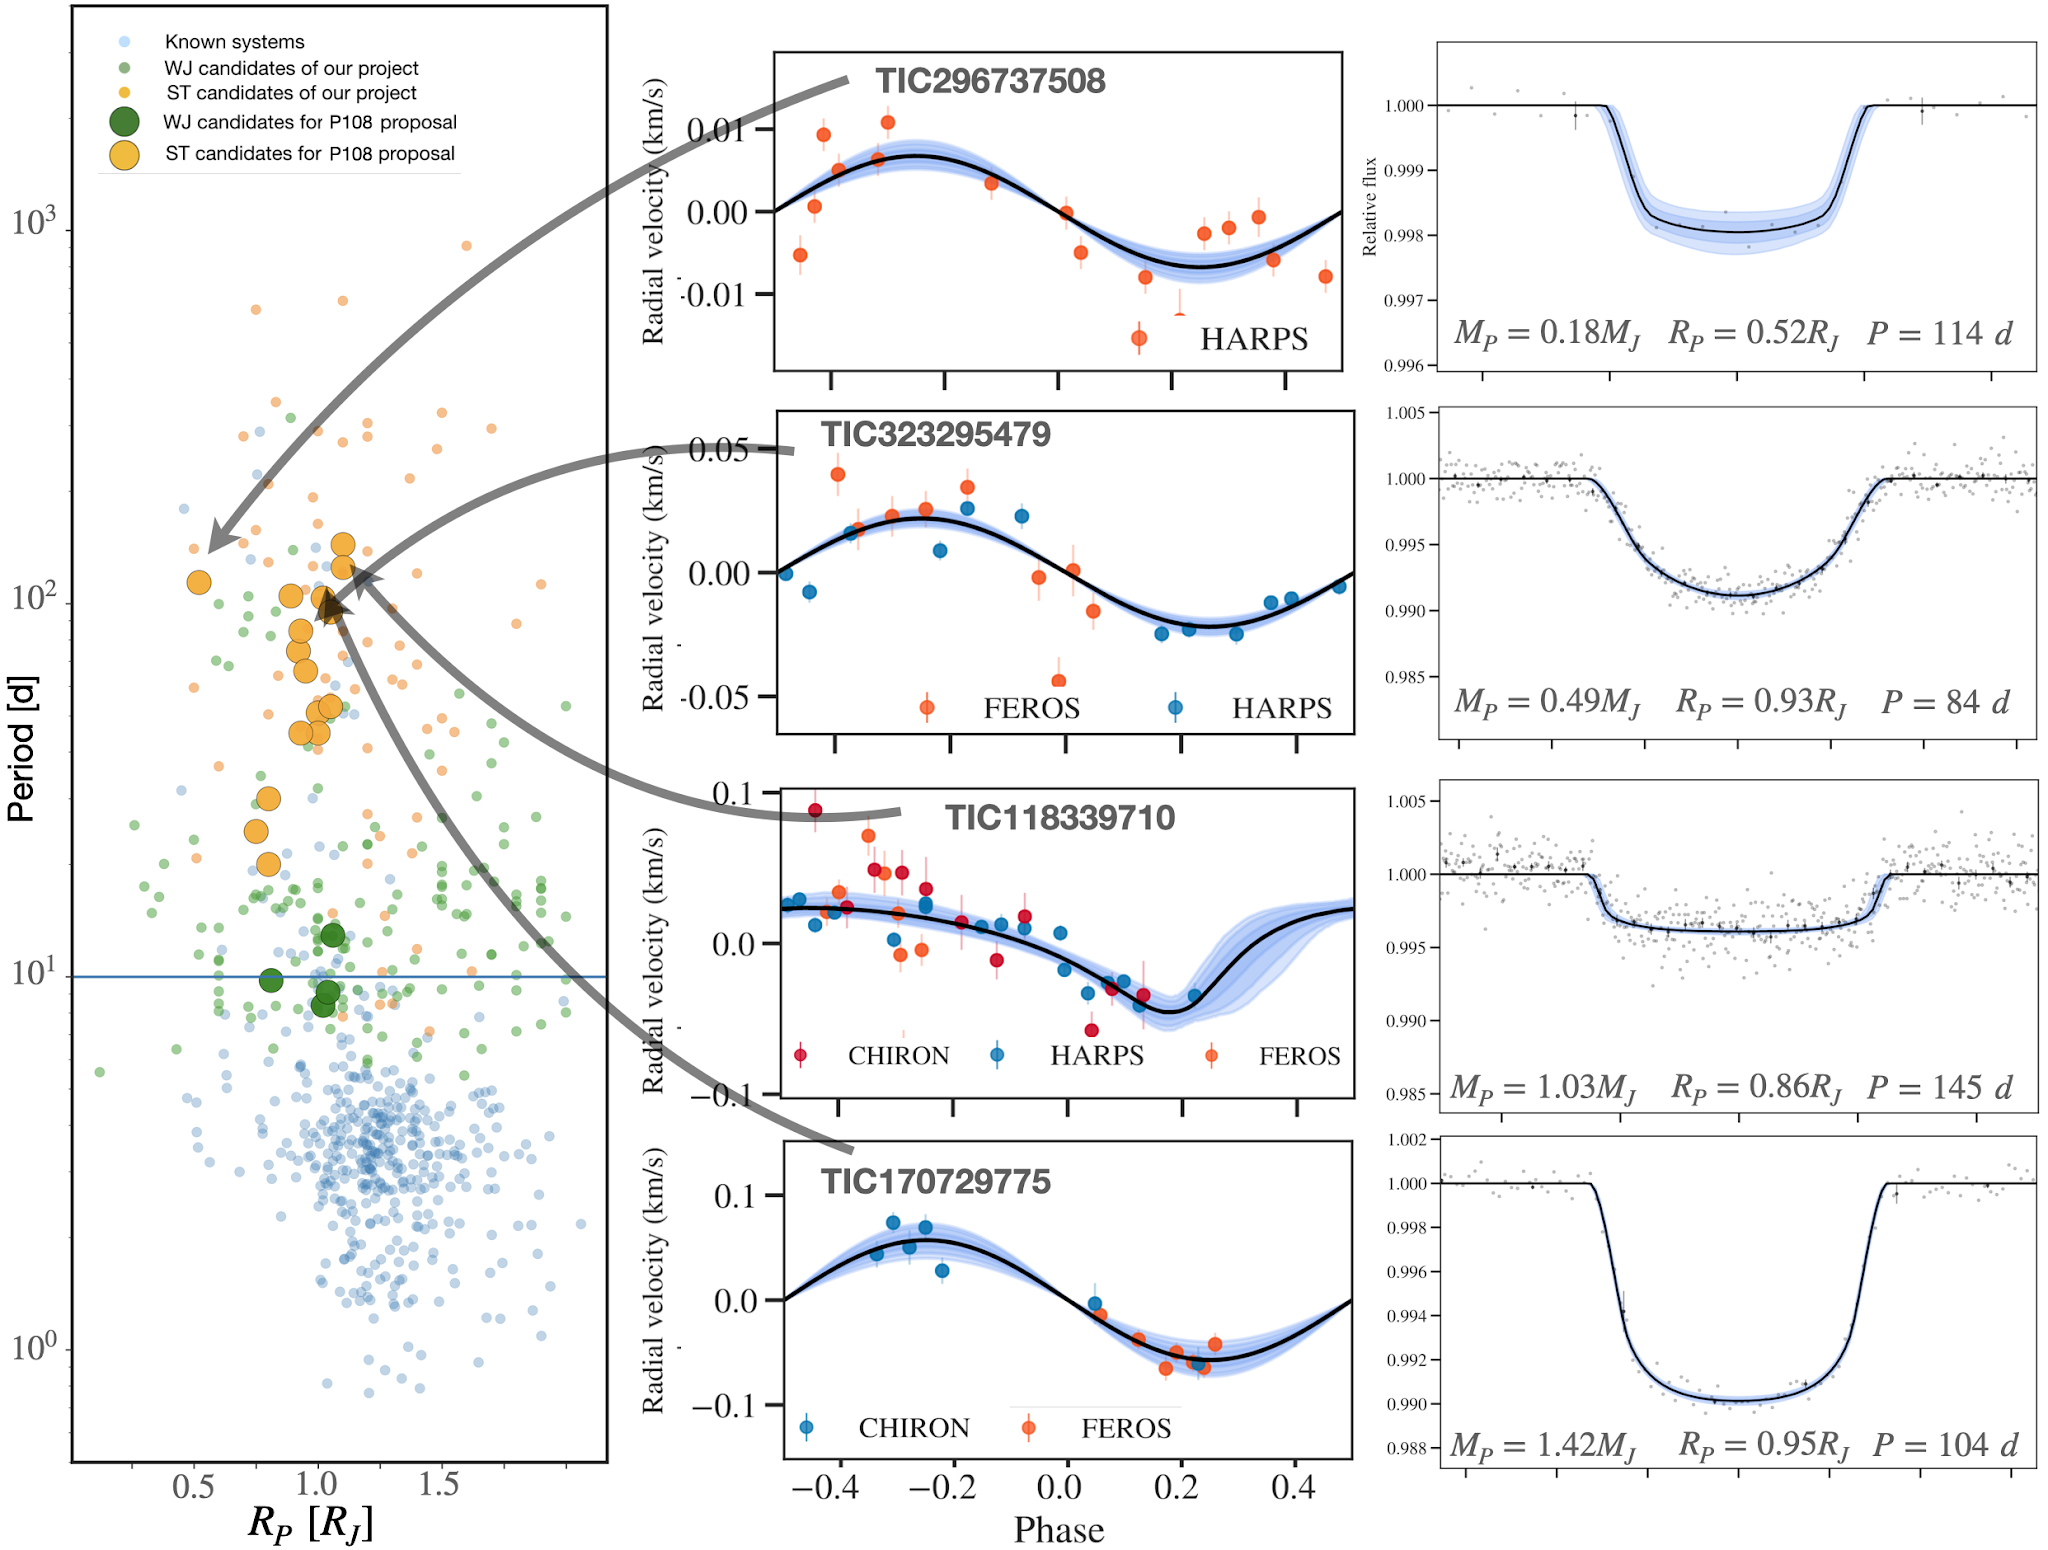 Known systems
WJ candidates of our project
ST candidates of our project
WJ candidates for P108 proposal
ST candidates for P108 proposal
10³
10²
10¹
10⁰
Period [d]
0.5 1.0 1.5
R_P [R_J]
TIC296737508
Radial velocity (km/s)
0.01
0.00
-0.01
HARPS
Relative flux
1.000
0.999
0.998
0.997
0.996
M_P = 0.18M_J R_P = 0.52R_J P = 114 d
TIC323295479
Radial velocity (km/s)
0.05
0.00
-0.05
FEROS HARPS
1.005
1.000
0.995
0.990
0.985
M_P = 0.49M_J R_P = 0.93R_J P = 84 d
TIC118339710
Radial velocity (km/s)
0.1
0.0
−0.1
CHIRON HARPS FEROS
1.005
1.000
0.995
0.990
0.985
M_P = 1.03M_J R_P = 0.86R_J P = 145 d
TIC170729775
Radial velocity (km/s)
0.1
0.0
−0.1
CHIRON FEROS
−0.4 −0.2 0.0 0.2 0.4
Phase
1.002
1.000
0.998
0.996
0.994
0.992
0.990
0.988
M_P = 1.42M_J R_P = 0.95R_J P = 104 d